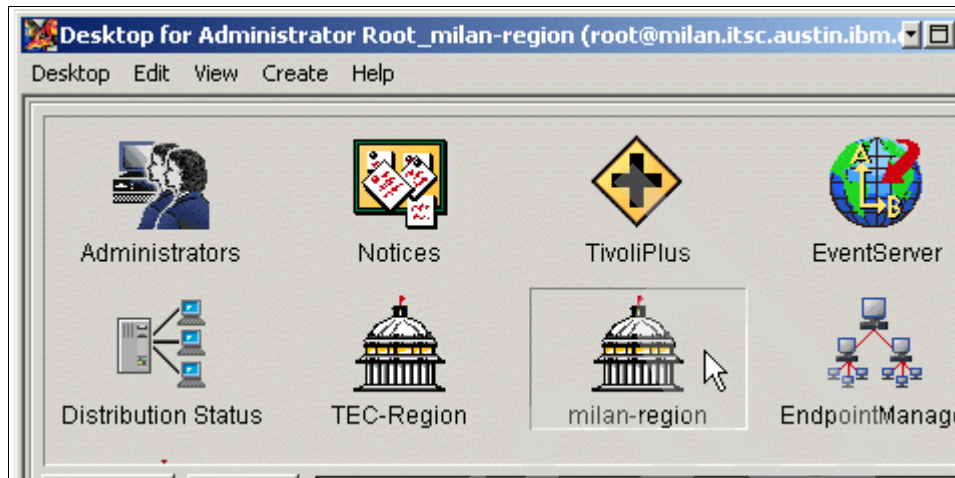 Desktop for Administrator Root_milan-region (root@milan.itsc.austin.ibm.
Desktop Edit View Create Help
Administrators Notices TivoliPlus EventServer
A
B
Distribution Status TEC-Region milan-region EndpointManag